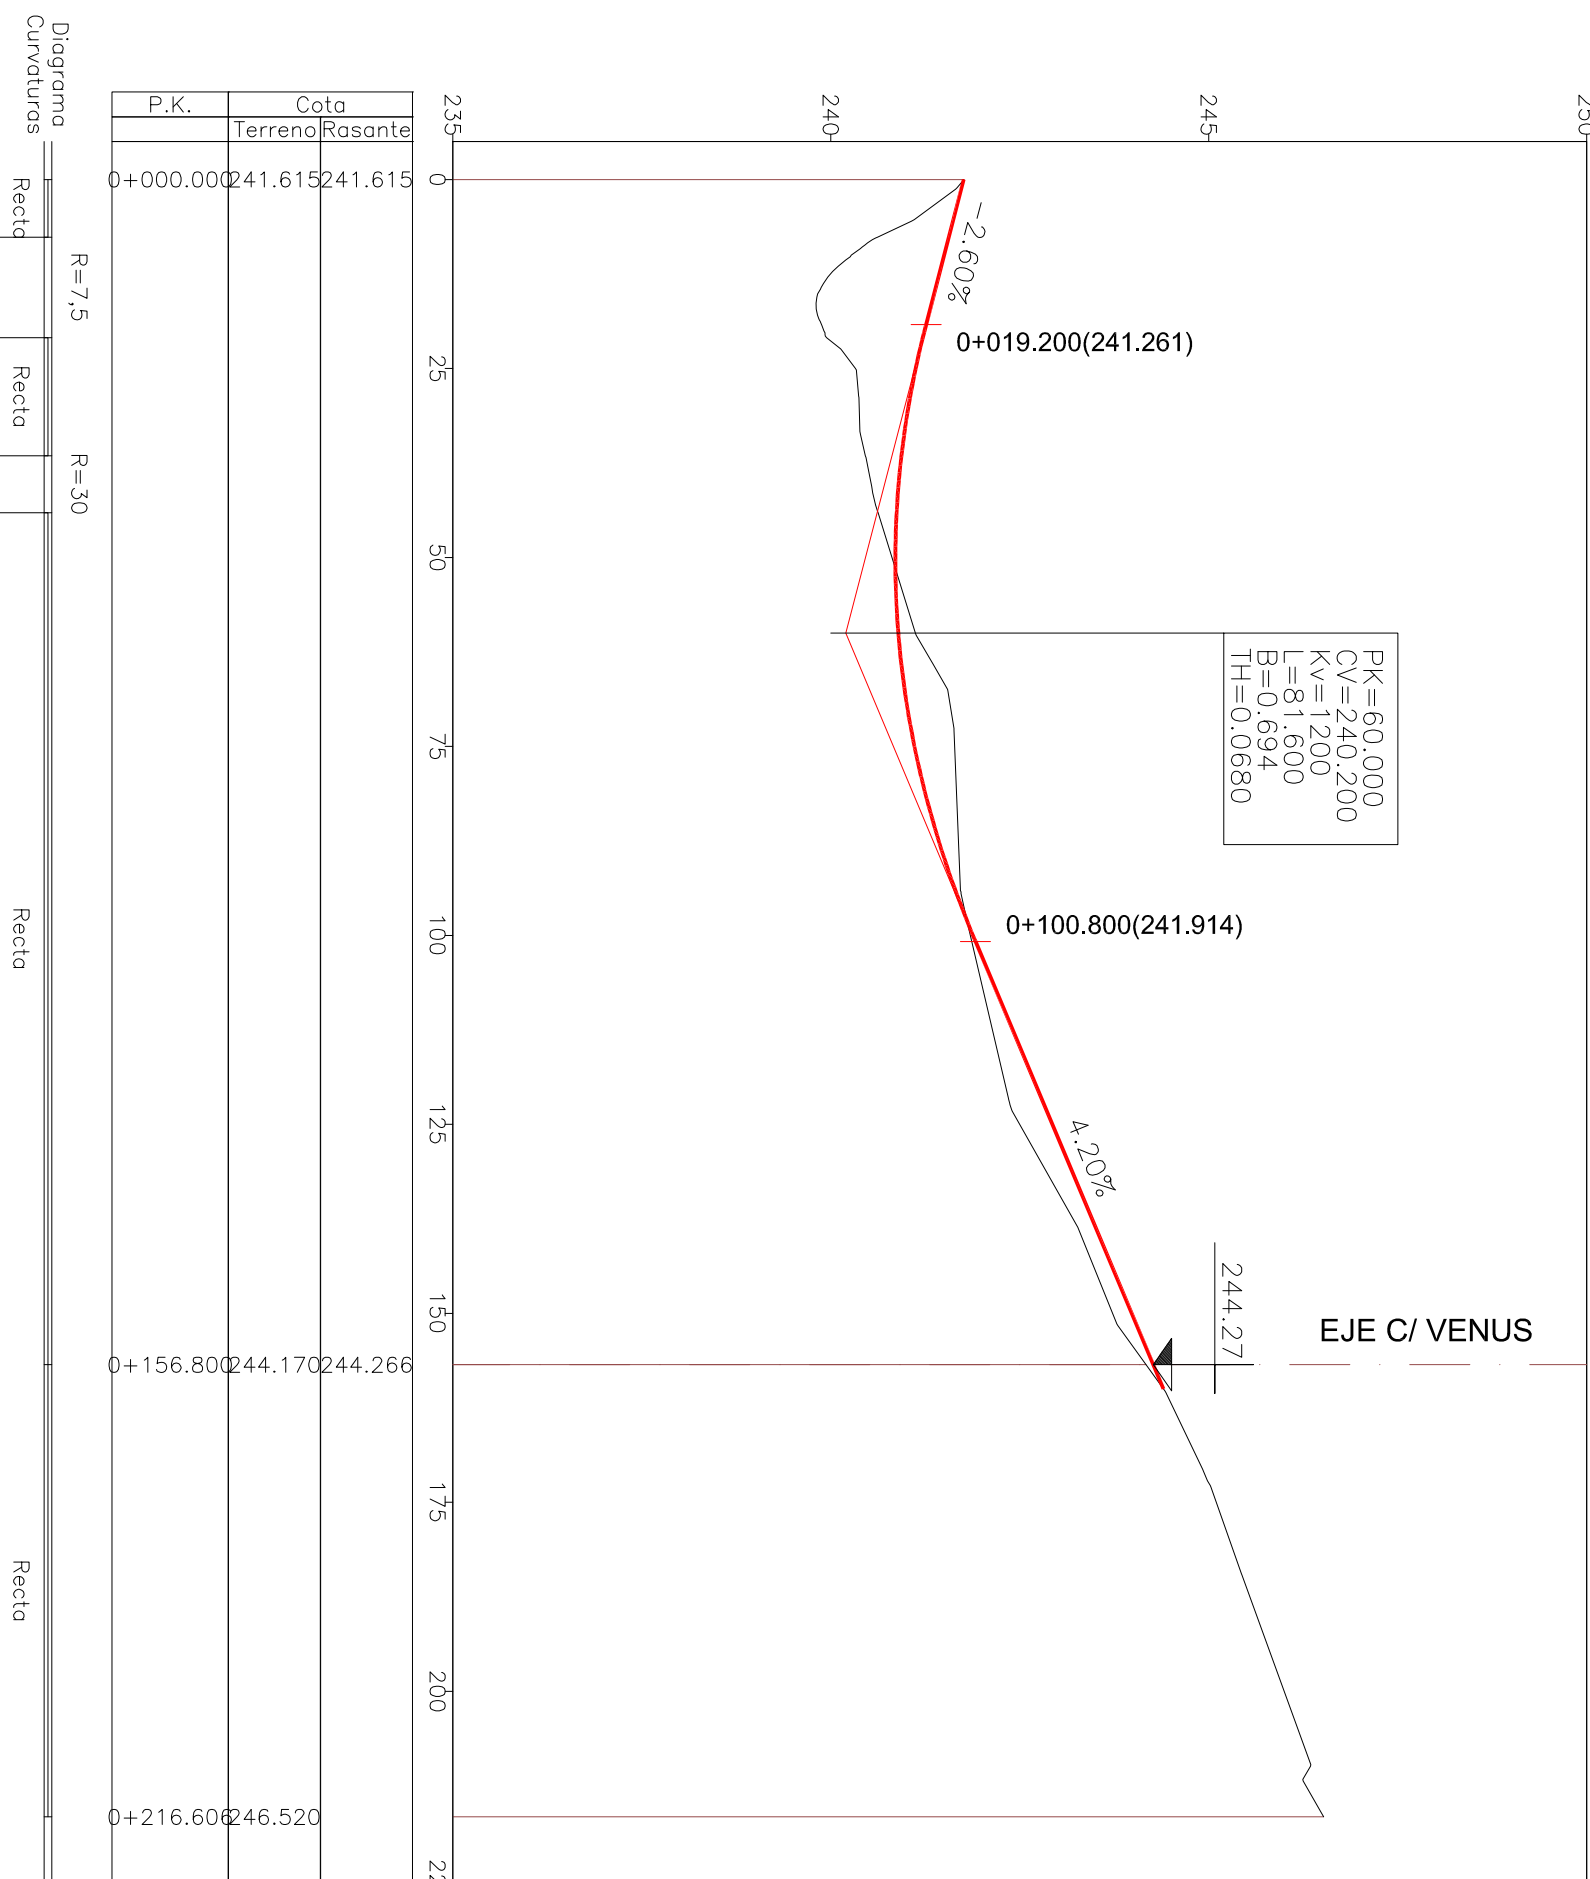 Diagrama
Curvaturas
Recta
R=7,5
Recta
R=30
Recta
Recta
P.K.
Cota
Terreno
Rasante
0+000.000
241.615
241.615
0+156.800
244.170
244.266
0+216.606
246.520
235
240
245
250
0
25
50
75
100
125
150
175
200
-2.60%
0+019.200(241.261)
PK=60.000
CV=240.200
Kv=1200
L=81.600
B=0.694
TH=0.0680
0+100.800(241.914)
4.20%
244.27
EJE C/ VENUS